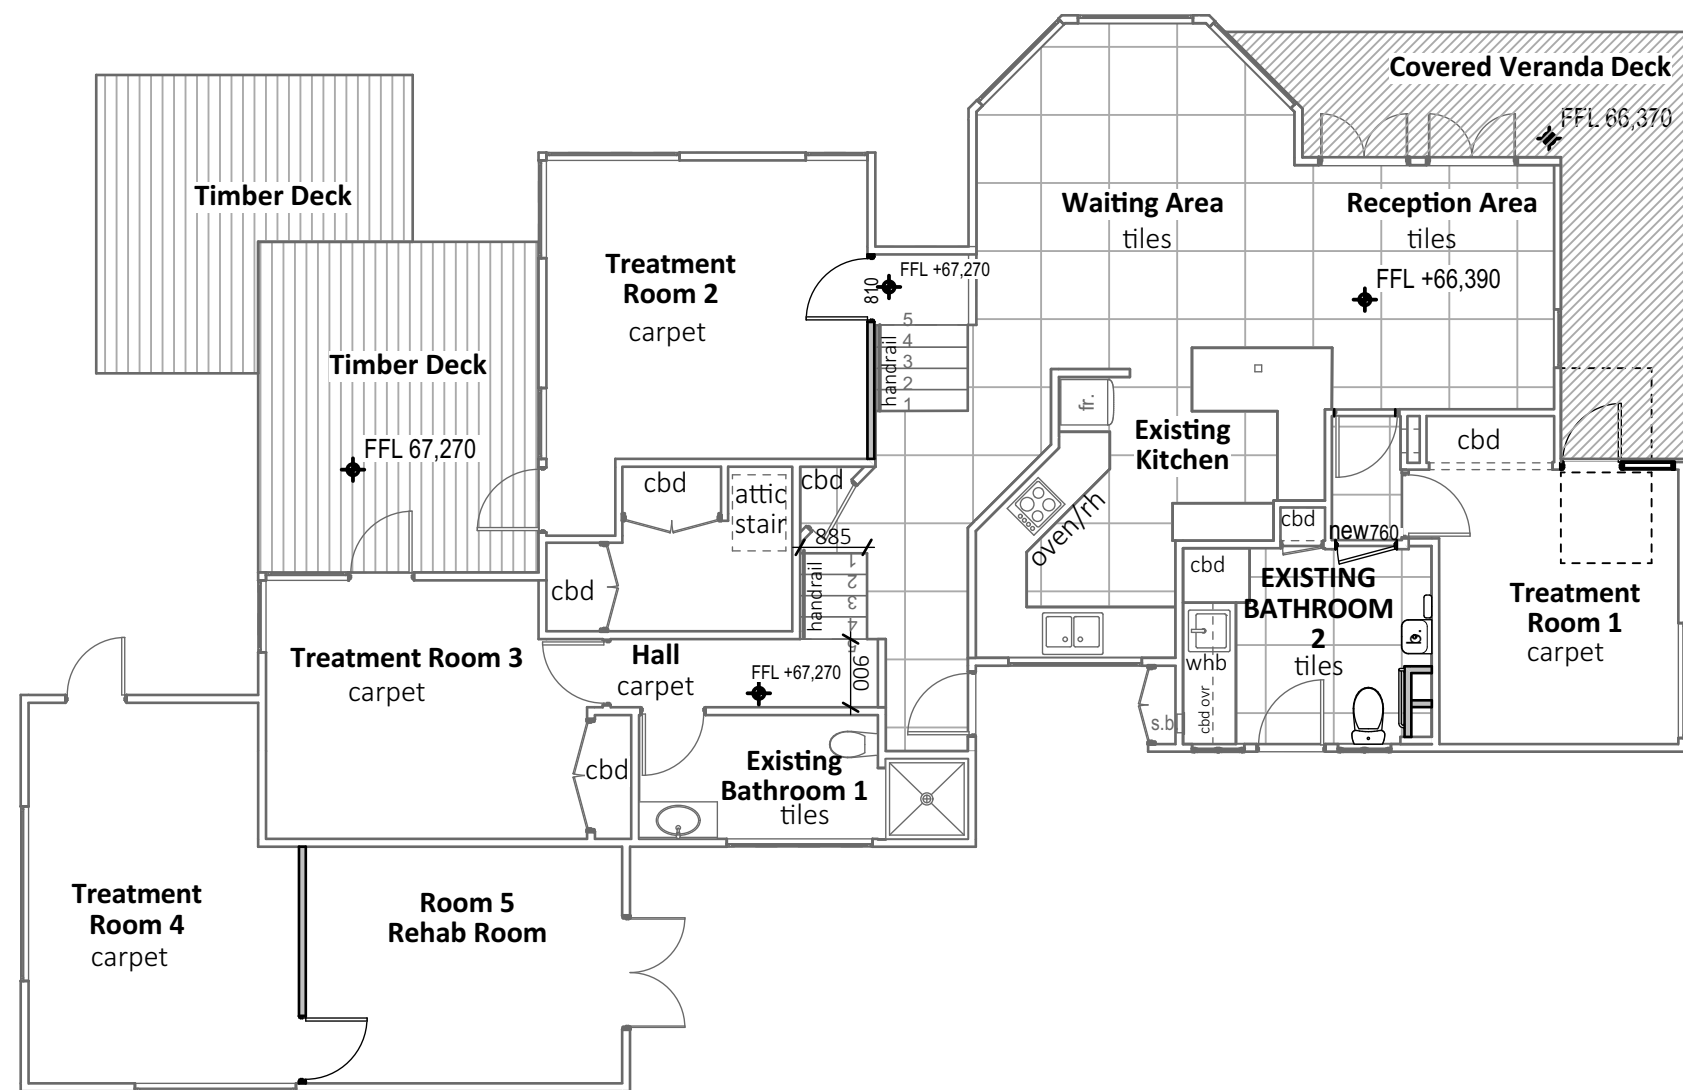 Covered Veranda Deck
FFL 66,370
Timber Deck
Waiting Area
tiles
Reception Area
tiles
FFL +66,390
Treatment
Room 2
carpet
FFL +67,270
810
5
4
3
2
1
handrail
Timber Deck
FFL 67,270
fr.
Existing
Kitchen
oven/rh
cbd
cbd
attic
stair
cbd
885
1
2
3
4
5
handrail
cbd
cbd
new760
cbd
EXISTING
BATHROOM
2
tiles
whb
cbd ovr
b.
s.b
Treatment
Room 1
carpet
Treatment Room 3
carpet
Hall
carpet
FFL +67,270
900
cbd
Existing
Bathroom 1
tiles
Treatment
Room 4
carpet
Room 5
Rehab Room